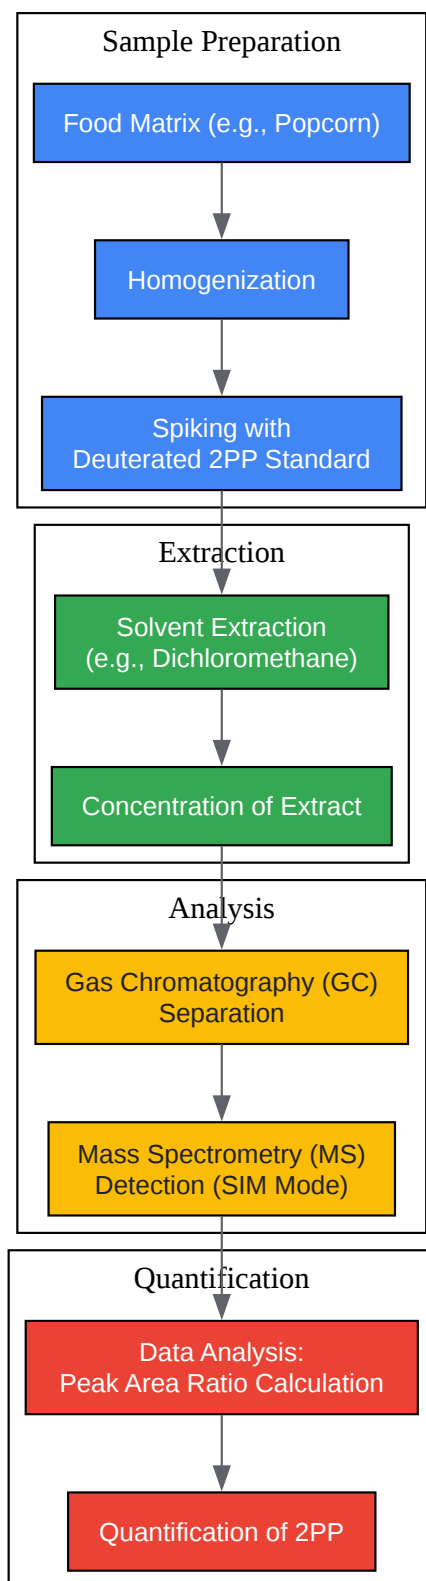 Sample Preparation
Food Matrix (e.g., Popcorn)
Homogenization
Spiking with
Deuterated 2PP Standard
Extraction
Solvent Extraction
(e.g., Dichloromethane)
Concentration of Extract
Analysis
Gas Chromatography (GC)
Separation
Mass Spectrometry (MS)
Detection (SIM Mode)
Quantification
Data Analysis:
Peak Area Ratio Calculation
Quantification of 2PP